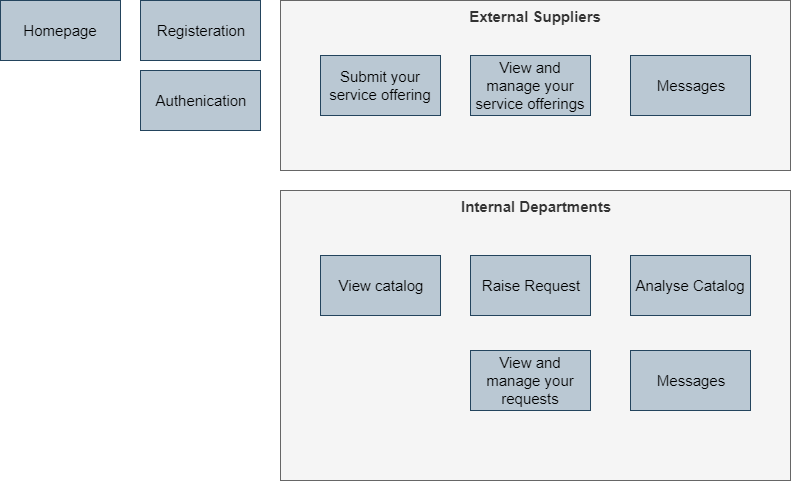 Homepage
Registeration
Authenication
External Suppliers
Submit your
service offering
View and
manage your
service offerings
Messages
Internal Departments
View catalog
Raise Request
Analyse Catalog
View and
manage your
requests
Messages